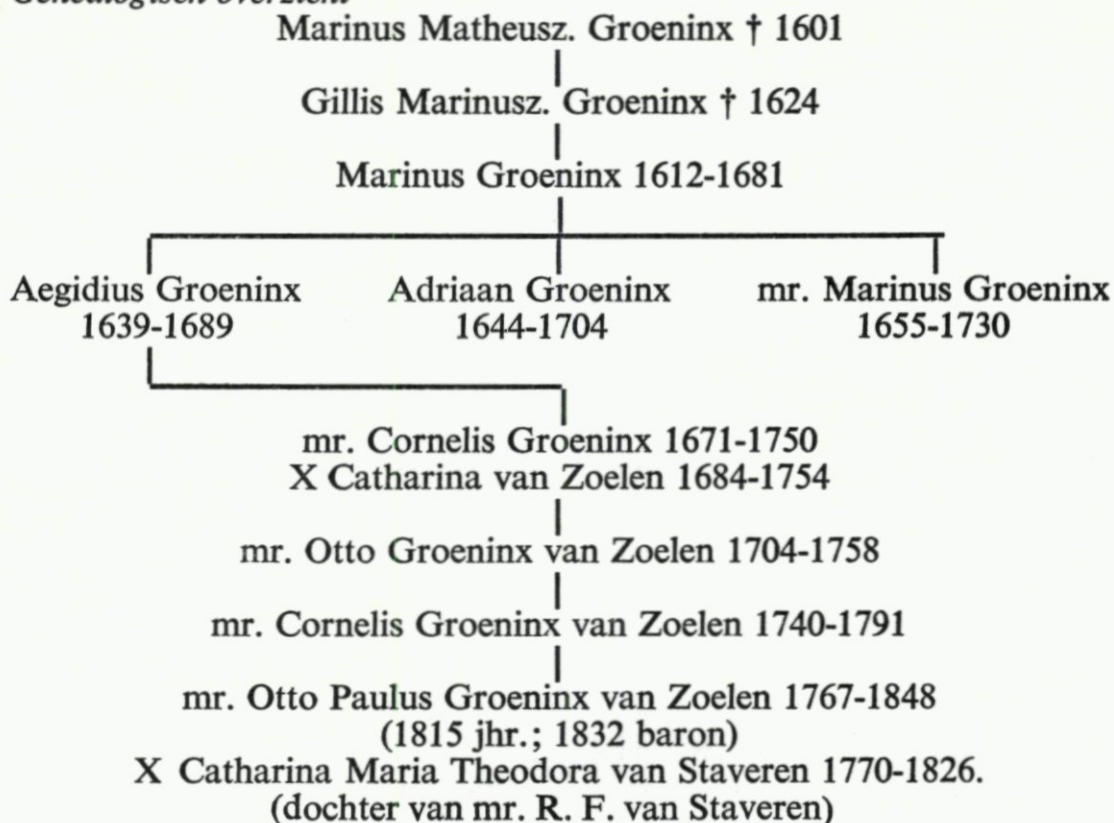 Genealogisch overzicht
Marinus Matheusz. Groeninx † 1601
Gillis Marinusz. Groeninx † 1624
Marinus Groeninx 1612-1681
Aegidius Groeninx
1639-1689
Adriaan Groeninx
1644-1704
mr. Marinus Groeninx
1655-1730
mr. Cornelis Groeninx 1671-1750
X Catharina van Zoelen 1684-1754
mr. Otto Groeninx van Zoelen 1704-1758
mr. Cornelis Groeninx van Zoelen 1740-1791
mr. Otto Paulus Groeninx van Zoelen 1767-1848
(1815 jhr.; 1832 baron)
X Catharina Maria Theodora van Staveren 1770-1826.
(dochter van mr. R. F. van Staveren)